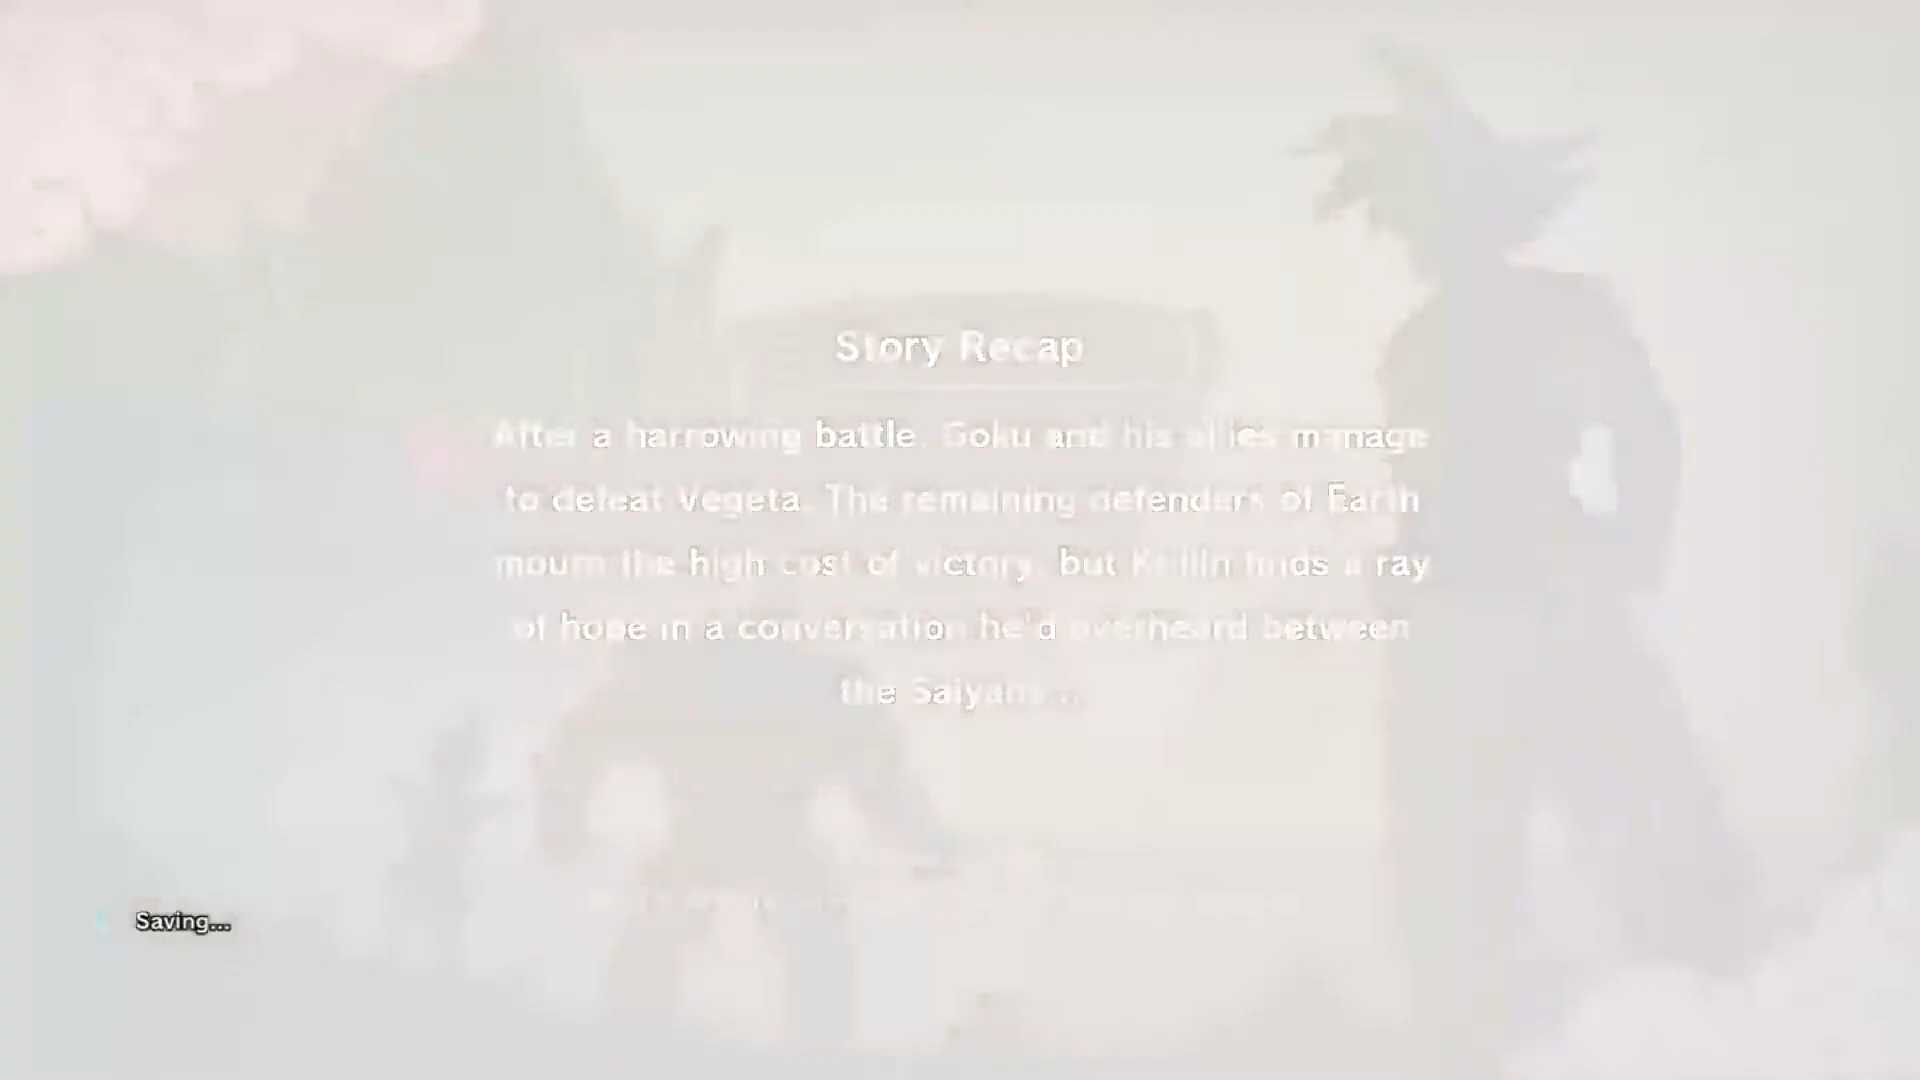 Story Recap
After a harrowing battle, Goku and his allies manage
to defeat Vegeta. The remaining defenders of Earth
mourn the high cost of victory, but Krillin finds a ray
of hope in a conversation he'd overheard between
the Saiyans...
Saving...